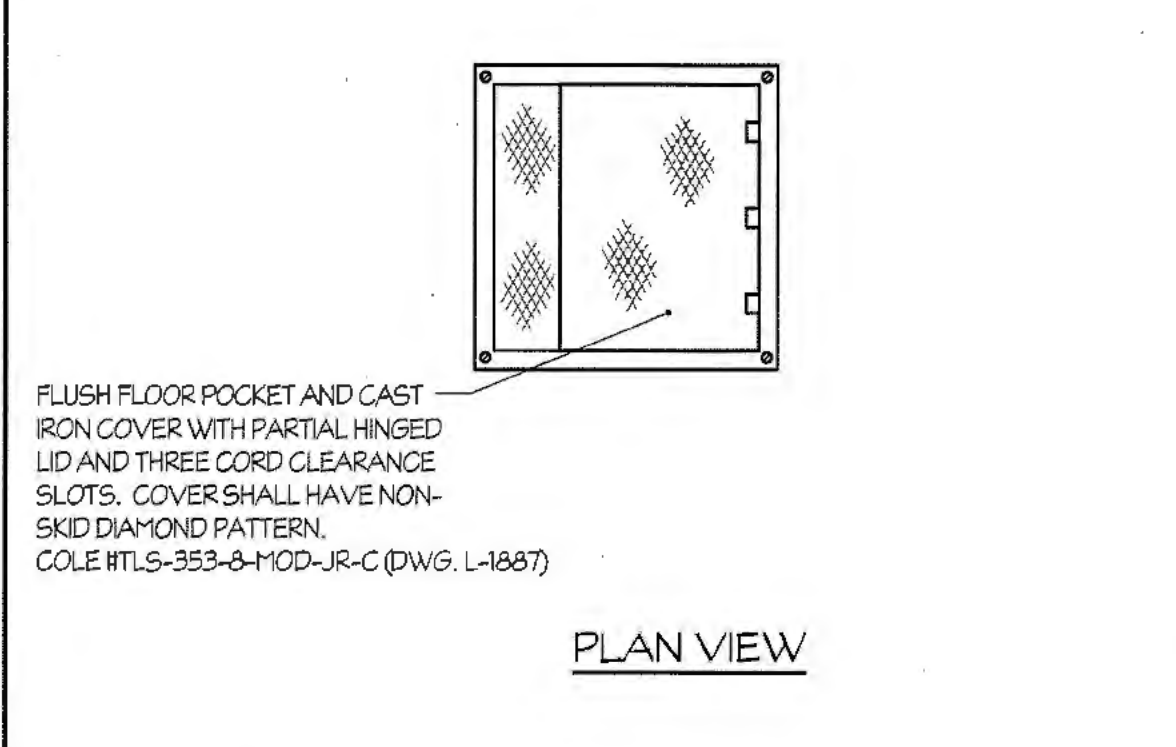 FLUSH FLOOR POCKET AND CAST
IRON COVER WITH PARTIAL HINGED
LID AND THREE CORD CLEARANCE
SLOTS. COVER SHALL HAVE NON-
SKID DIAMOND PATTERN.
COLE #TLS-353-8-MOD-JR-C (DWG. L-1887)
PLAN VIEW